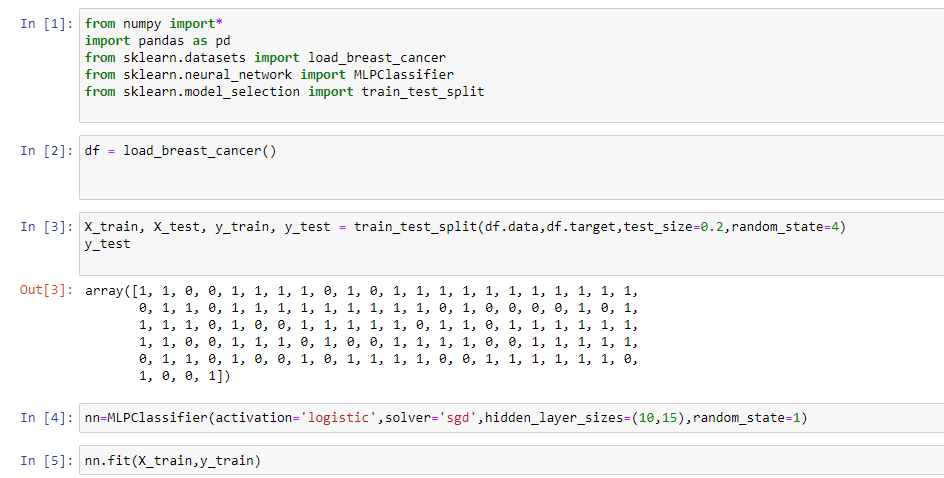 In [1]: from numpy import*
import pandas as pd
from sklearn.datasets import load_breast_cancer
from sklearn.neural_network import MLPClassifier
from sklearn.model_selection import train_test_split
In [2]: df = load_breast_cancer()
In [3]: X_train, X_test, y_train, y_test = train_test_split(df.data,df.target,test_size=0.2,random_state=4)
y_test
Out[3]: array([1, 1, 0, 0, 1, 1, 1, 1, 0, 1, 0, 1, 1, 1, 1, 1, 1, 1, 1, 1, 1, 1,
0, 1, 1, 0, 1, 1, 1, 1, 1, 1, 1, 1, 1, 0, 1, 0, 0, 0, 0, 1, 0, 1,
1, 1, 1, 0, 1, 0, 0, 1, 1, 1, 1, 1, 0, 1, 1, 0, 1, 1, 1, 1, 1, 1,
1, 1, 0, 0, 1, 1, 1, 0, 1, 0, 0, 1, 1, 1, 1, 0, 0, 1, 1, 1, 1, 1,
0, 1, 1, 0, 1, 0, 0, 1, 0, 1, 1, 1, 1, 0, 0, 1, 1, 1, 1, 1, 1, 0,
1, 0, 0, 1])
In [4]: nn=MLPClassifier(activation='logistic',solver='sgd',hidden_layer_sizes=(10,15),random_state=1)
In [5]: nn.fit(X_train,y_train)